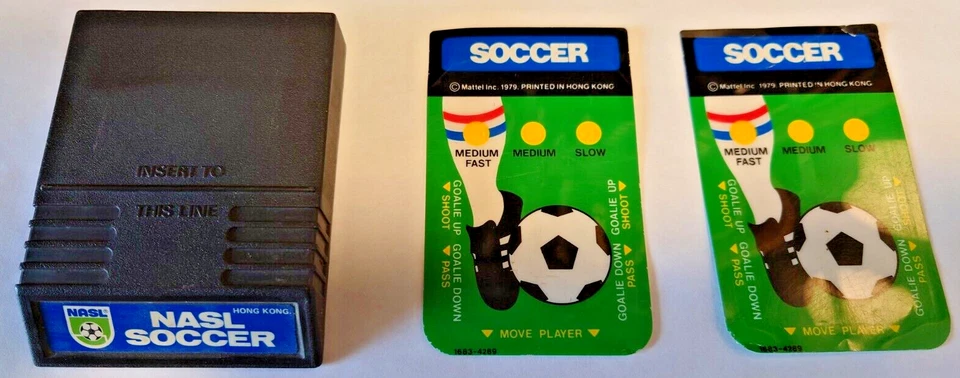 INSERT TO
THIS LINE
HONG KONG.
NASL
NASL
SOCCER
SOCCER
© Mattel Inc. 1979. PRINTED IN HONG KONG
MEDIUM
FAST
MEDIUM
SLOW
GOALIE UP
◀ SHOOT
GOALIE DOWN
◀ PASS
GOALIE UP
SHOOT ▶
GOALIE DOWN
PASS ▶
▼ MOVE PLAYER ▼
1683-4289
SOCCER
© Mattel Inc. 1979. PRINTED IN HONG KONG
MEDIUM
FAST
MEDIUM
SLOW
GOALIE UP
◀ SHOOT
GOALIE DOWN
◀ PASS
GOALIE UP
SHOOT ▶
GOALIE DOWN
PASS ▶
▼ MOVE PLAYER ▼